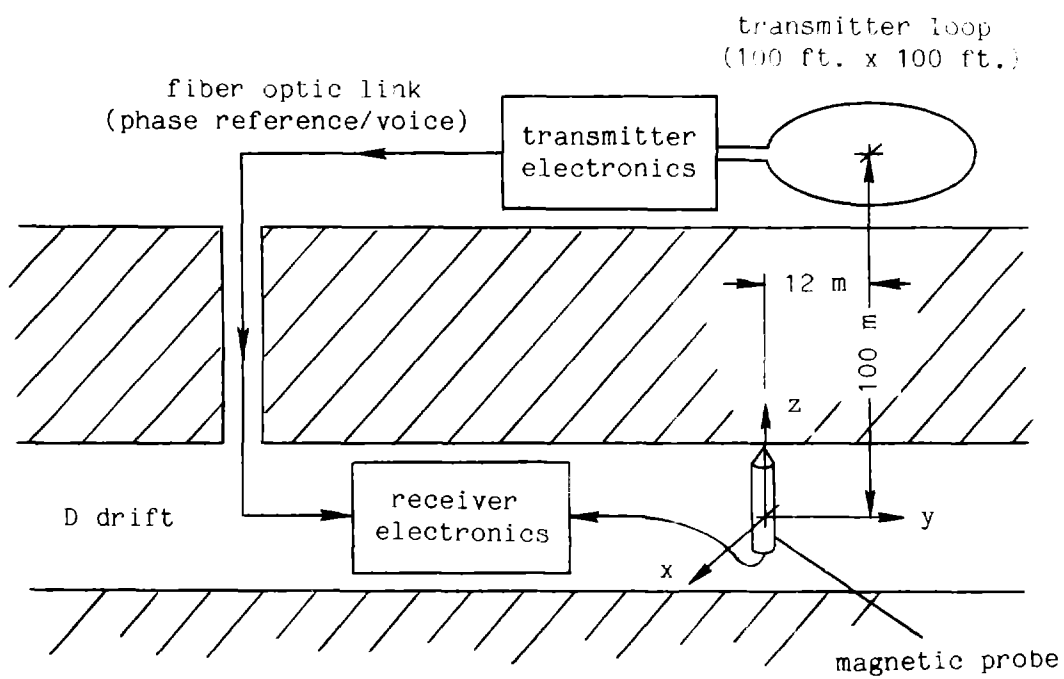 transmitter loop
(100 ft. x 100 ft.)
fiber optic link
(phase reference/voice)
transmitter
electronics
12 m
100 m
z
D drift
receiver
electronics
y
x
magnetic probe